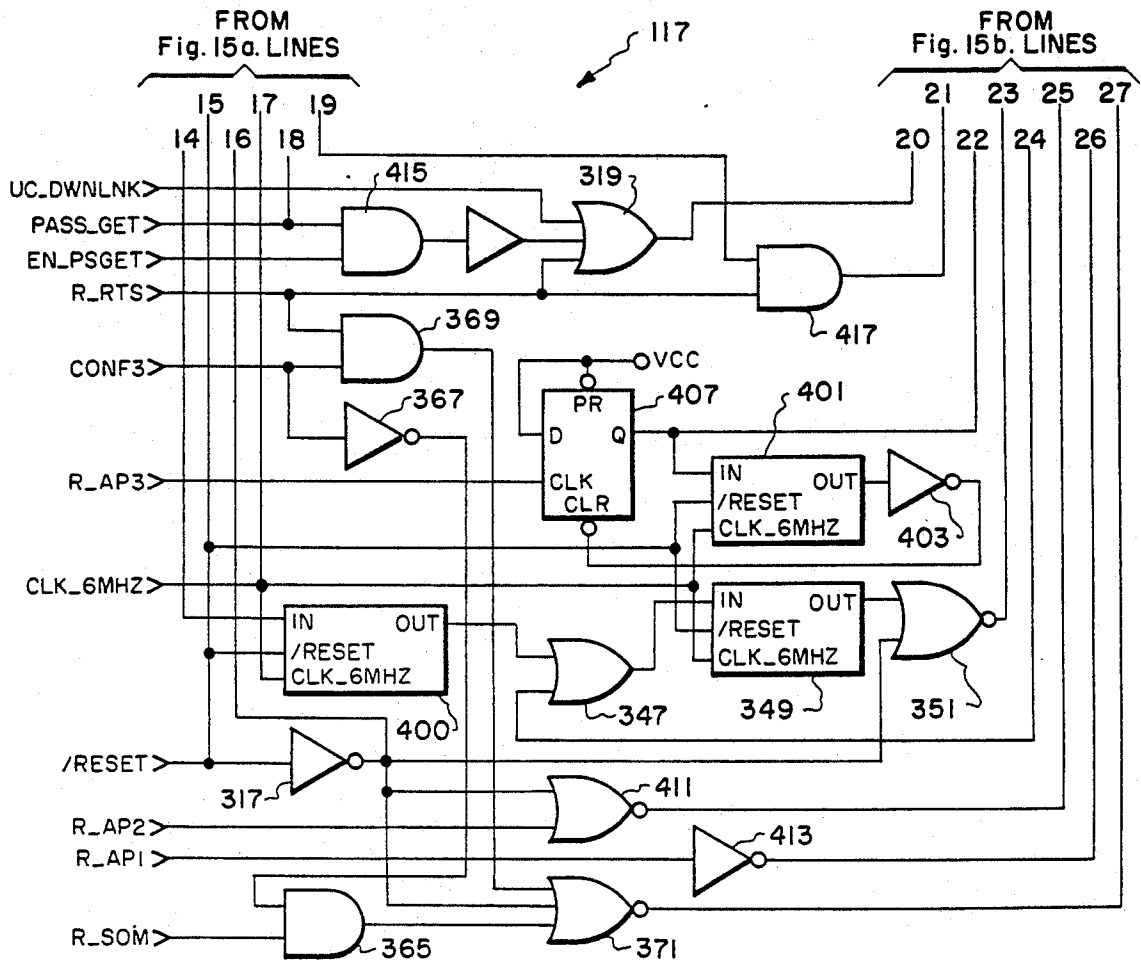 FROM
Fig. 15a. LINES
117
FROM
Fig. 15b. LINES
15 17 19
21 23 25 27
14 16 18
20 22 24 26
UC_DWNLNK
415
319
PASS_GET
EN_PSGET
R_RTS
417
369
CONF3
VCC
367
PR
407
401
D Q
R_AP3
CLK
CLR
IN OUT
/RESET
CLK_6MHZ
403
CLK_6MHZ
IN OUT
/RESET
CLK_6MHZ
IN OUT
/RESET
CLK_6MHZ
400
347
349
351
/RESET
317
411
R_AP2
R_AP1
413
R_SOM
365
371